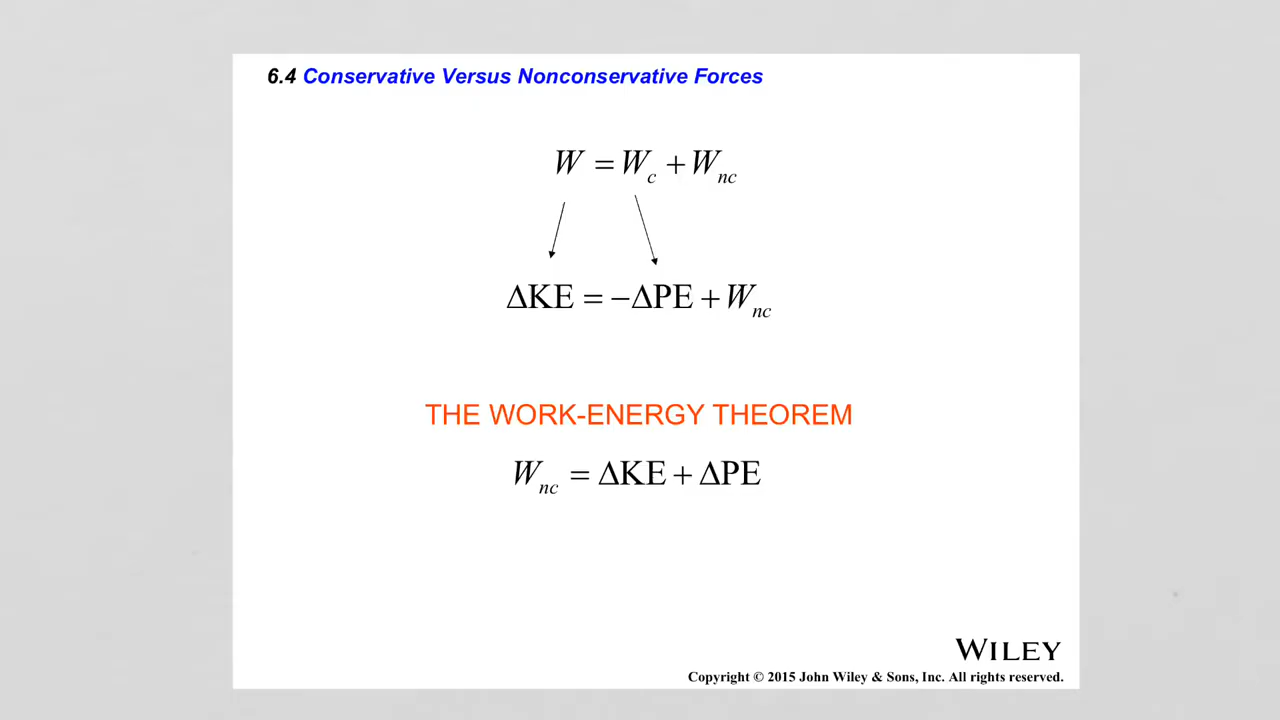 6.4 Conservative Versus Nonconservative Forces
W = W_c + W_nc
ΔKE = −ΔPE + W_nc
THE WORK-ENERGY THEOREM
W_nc = ΔKE + ΔPE
WILEY
Copyright © 2015 John Wiley & Sons, Inc. All rights reserved.